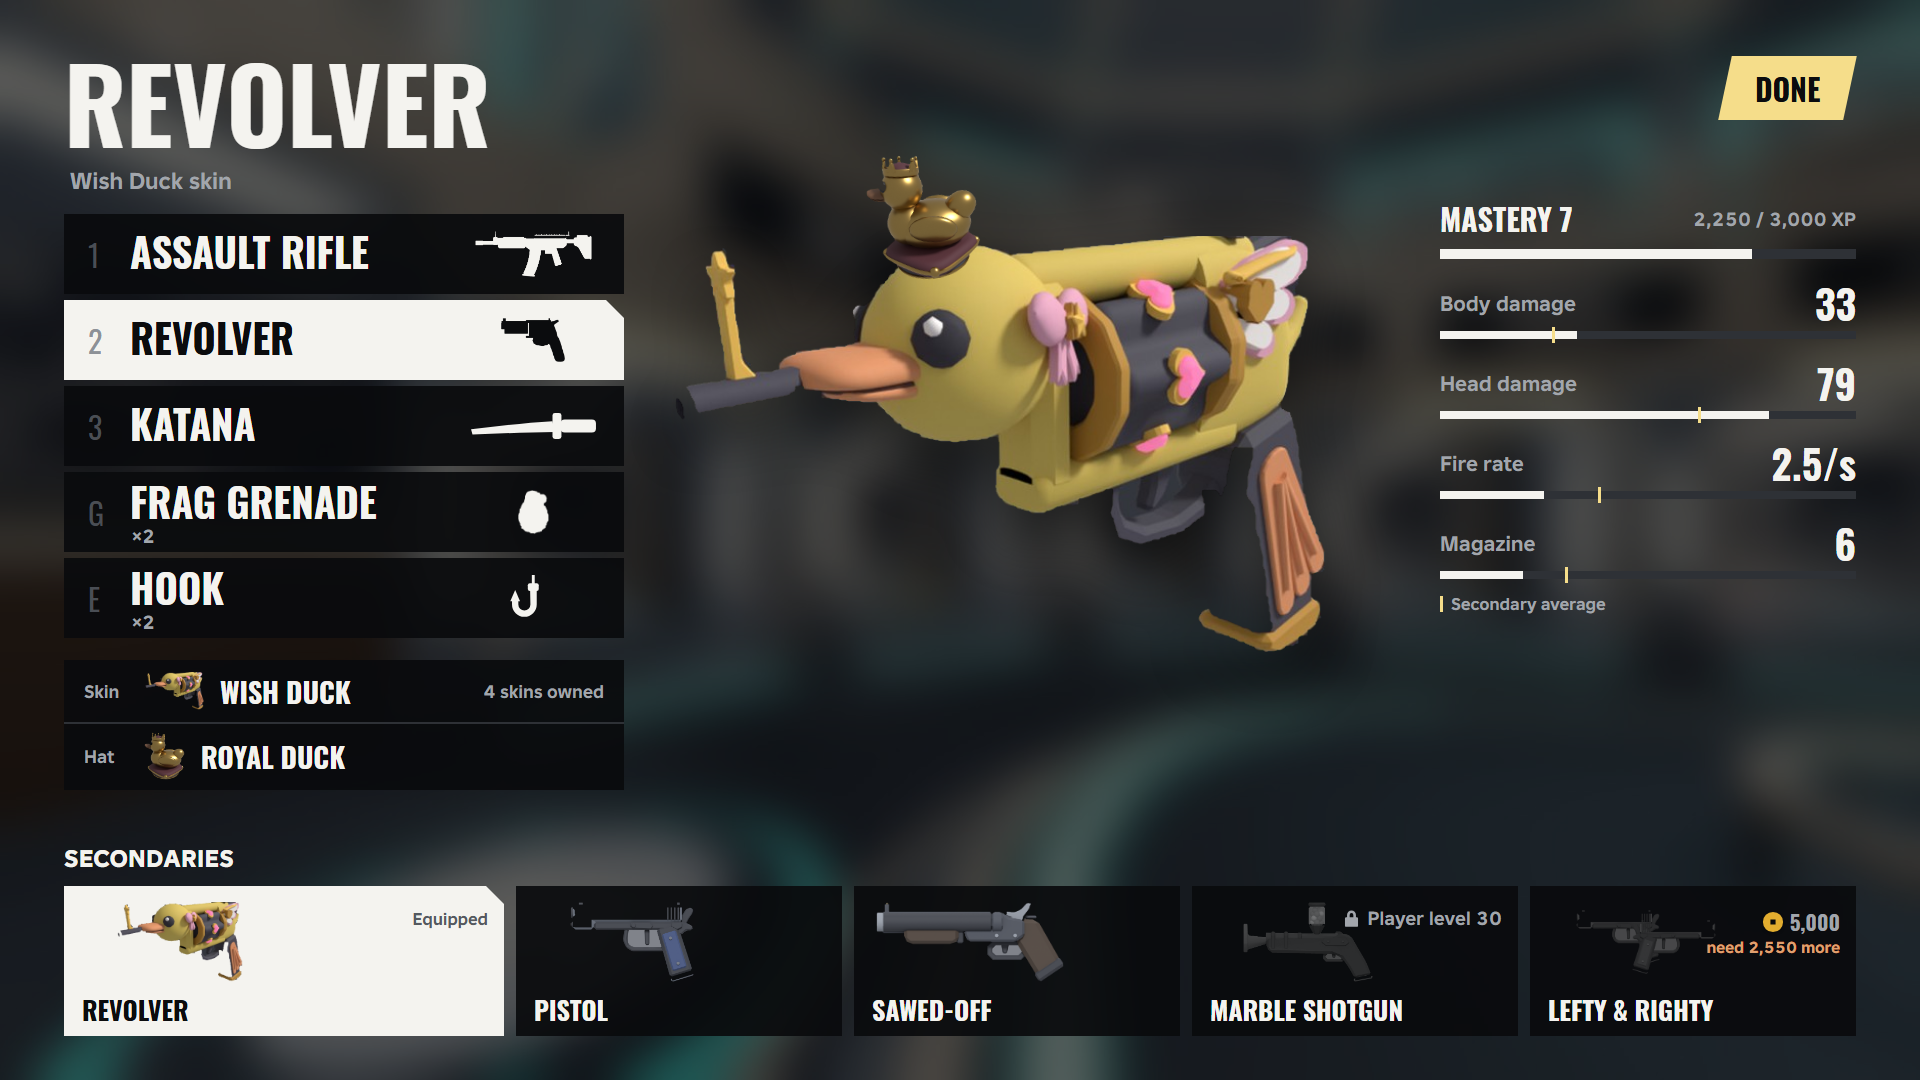 REVOLVER
Wish Duck skin
DONE
1 ASSAULT RIFLE
2 REVOLVER
3 KATANA
G FRAG GRENADE
×2
E HOOK
×2
Skin WISH DUCK 4 skins owned
Hat ROYAL DUCK
MASTERY 7 2,250 / 3,000 XP
Body damage 33
Head damage 79
Fire rate 2.5/s
Magazine 6
Secondary average
SECONDARIES
Equipped
REVOLVER
PISTOL
SAWED-OFF
Player level 30
MARBLE SHOTGUN
5,000
need 2,550 more
LEFTY & RIGHTY